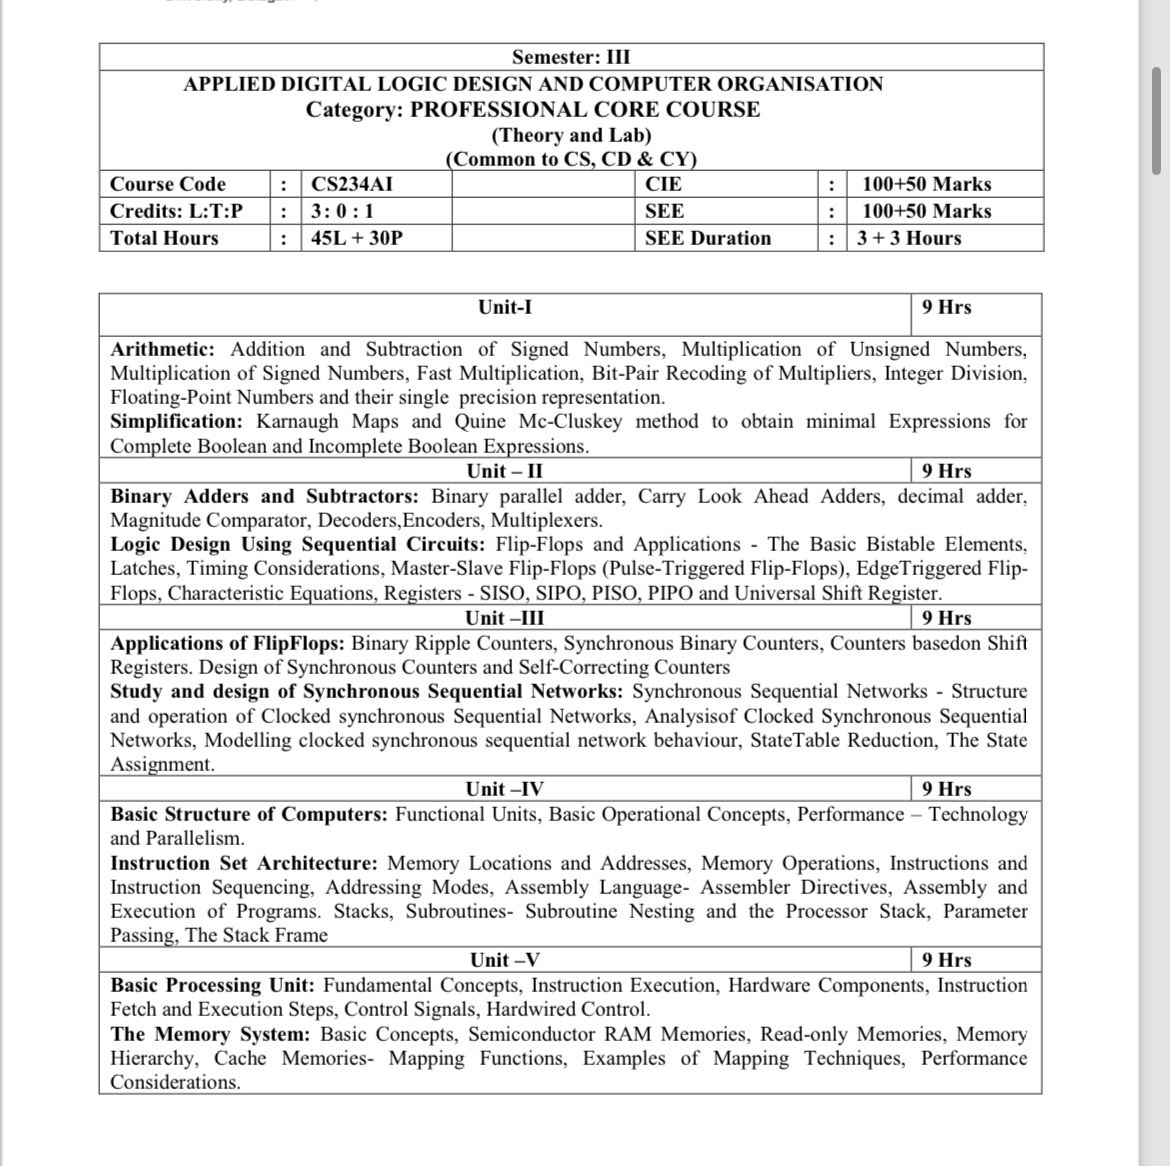 Semester: III
APPLIED DIGITAL LOGIC DESIGN AND COMPUTER ORGANISATION
Category: PROFESSIONAL CORE COURSE
(Theory and Lab)
(Common to CS, CD & CY)
Course Code : CS234AI CIE : 100+50 Marks
Credits: L:T:P : 3: 0 : 1 SEE : 100+50 Marks
Total Hours : 45L + 30P SEE Duration : 3 + 3 Hours
Unit-I 9 Hrs
Arithmetic: Addition and Subtraction of Signed Numbers, Multiplication of Unsigned Numbers,
Multiplication of Signed Numbers, Fast Multiplication, Bit-Pair Recoding of Multipliers, Integer Division,
Floating-Point Numbers and their single precision representation.
Simplification: Karnaugh Maps and Quine Mc-Cluskey method to obtain minimal Expressions for
Complete Boolean and Incomplete Boolean Expressions.
Unit – II 9 Hrs
Binary Adders and Subtractors: Binary parallel adder, Carry Look Ahead Adders, decimal adder,
Magnitude Comparator, Decoders,Encoders, Multiplexers.
Logic Design Using Sequential Circuits: Flip-Flops and Applications - The Basic Bistable Elements,
Latches, Timing Considerations, Master-Slave Flip-Flops (Pulse-Triggered Flip-Flops), EdgeTriggered Flip-
Flops, Characteristic Equations, Registers - SISO, SIPO, PISO, PIPO and Universal Shift Register.
Unit –III 9 Hrs
Applications of FlipFlops: Binary Ripple Counters, Synchronous Binary Counters, Counters basedon Shift
Registers. Design of Synchronous Counters and Self-Correcting Counters
Study and design of Synchronous Sequential Networks: Synchronous Sequential Networks - Structure
and operation of Clocked synchronous Sequential Networks, Analysisof Clocked Synchronous Sequential
Networks, Modelling clocked synchronous sequential network behaviour, StateTable Reduction, The State
Assignment.
Unit –IV 9 Hrs
Basic Structure of Computers: Functional Units, Basic Operational Concepts, Performance – Technology
and Parallelism.
Instruction Set Architecture: Memory Locations and Addresses, Memory Operations, Instructions and
Instruction Sequencing, Addressing Modes, Assembly Language- Assembler Directives, Assembly and
Execution of Programs. Stacks, Subroutines- Subroutine Nesting and the Processor Stack, Parameter
Passing, The Stack Frame
Unit –V 9 Hrs
Basic Processing Unit: Fundamental Concepts, Instruction Execution, Hardware Components, Instruction
Fetch and Execution Steps, Control Signals, Hardwired Control.
The Memory System: Basic Concepts, Semiconductor RAM Memories, Read-only Memories, Memory
Hierarchy, Cache Memories- Mapping Functions, Examples of Mapping Techniques, Performance
Considerations.